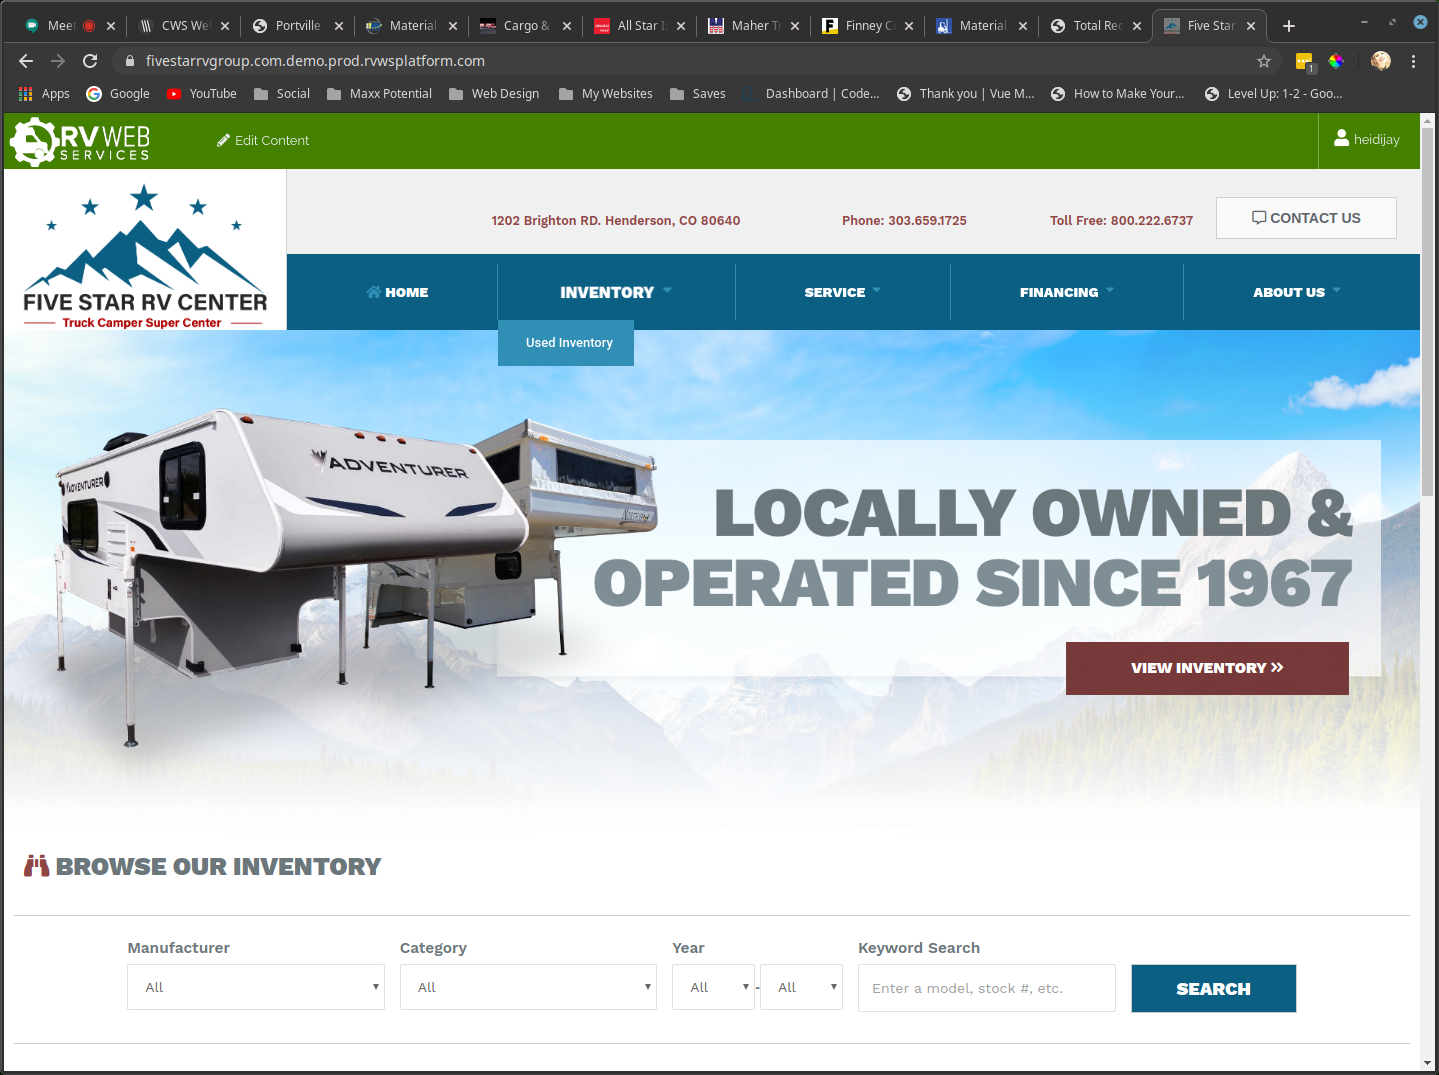 Meet
CWS We
Portville
Material
Cargo &
All Star I
Maher Tr
Finney C
Material
Total Rec
Five Star
fivestarrvgroup.com.demo.prod.rvwsplatform.com
1
Apps
Google
YouTube
Social
Maxx Potential
Web Design
My Websites
Saves
Dashboard | Code...
Thank you | Vue M...
How to Make Your...
Level Up: 1-2 - Goo...
RV WEB
SERVICES
Edit Content
heidijay
FIVE STAR RV CENTER
Truck Camper Super Center
1202 Brighton RD. Henderson, CO 80640
Phone: 303.659.1725
Toll Free: 800.222.6737
CONTACT US
HOME
INVENTORY
SERVICE
FINANCING
ABOUT US
Used Inventory
ADVENTURER
ADVENTURER
LOCALLY OWNED &
OPERATED SINCE 1967
VIEW INVENTORY »
BROWSE OUR INVENTORY
Manufacturer
Category
Year
Keyword Search
All
All
All
-
All
Enter a model, stock #, etc.
SEARCH